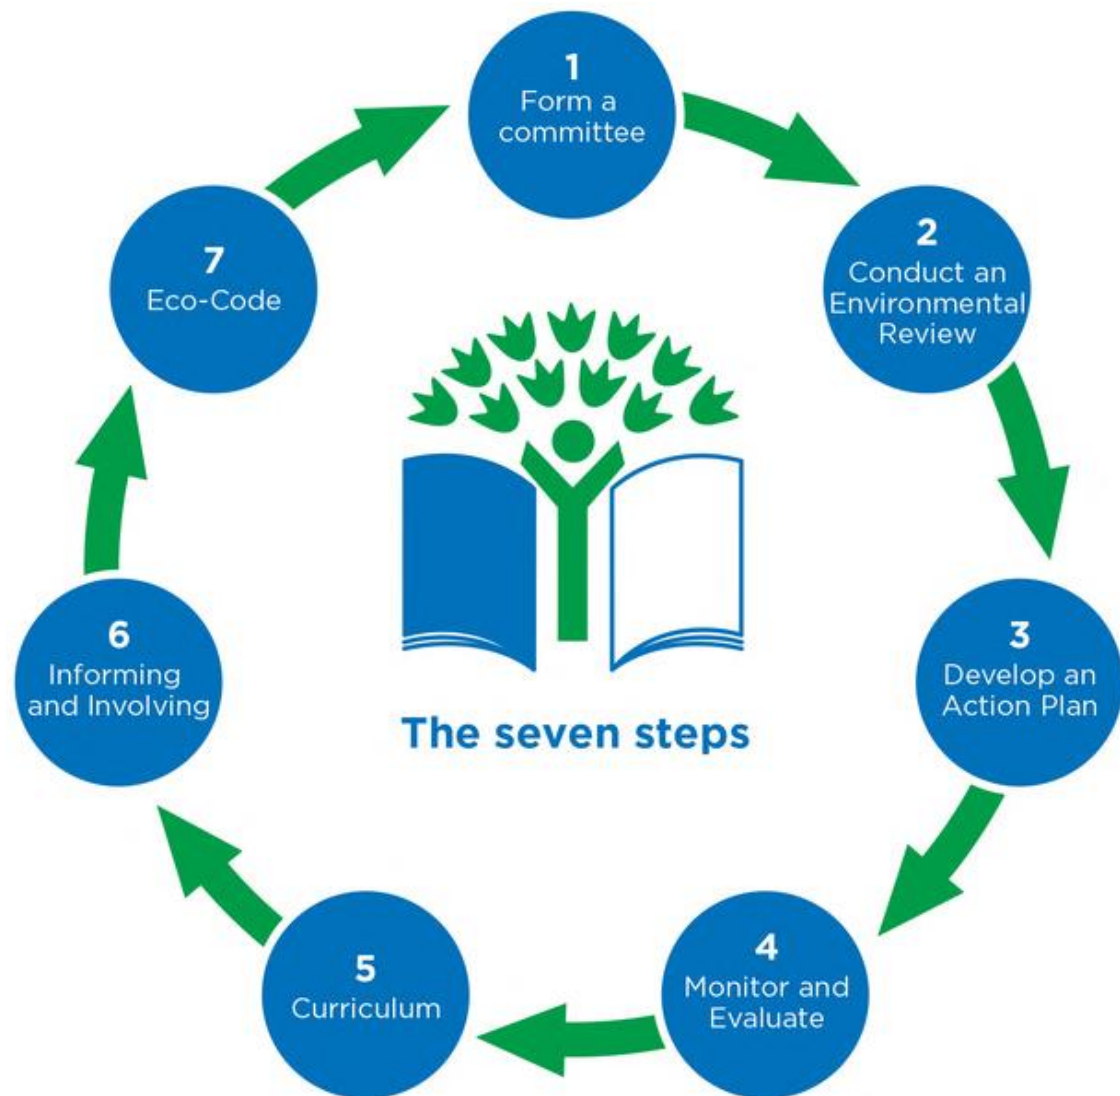 1
Form a
committee
2
Conduct an
Environmental
Review
3
Develop an
Action Plan
4
Monitor and
Evaluate
5
Curriculum
6
Informing
and Involving
7
Eco-Code
The seven steps